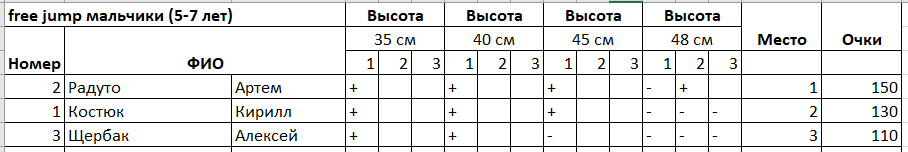 free jump мальчики (5-7 лет) Высота Высота Высота Высота
35 см 40 см 45 см 48 см Место Очки
Номер ФИО 1 2 3 1 2 3 1 2 3 1 2 3
2 Радуто Артем + + + - + 1 150
1 Костюк Кирилл + + + - - - 2 130
3 Щербак Алексей + + - - - - 3 110